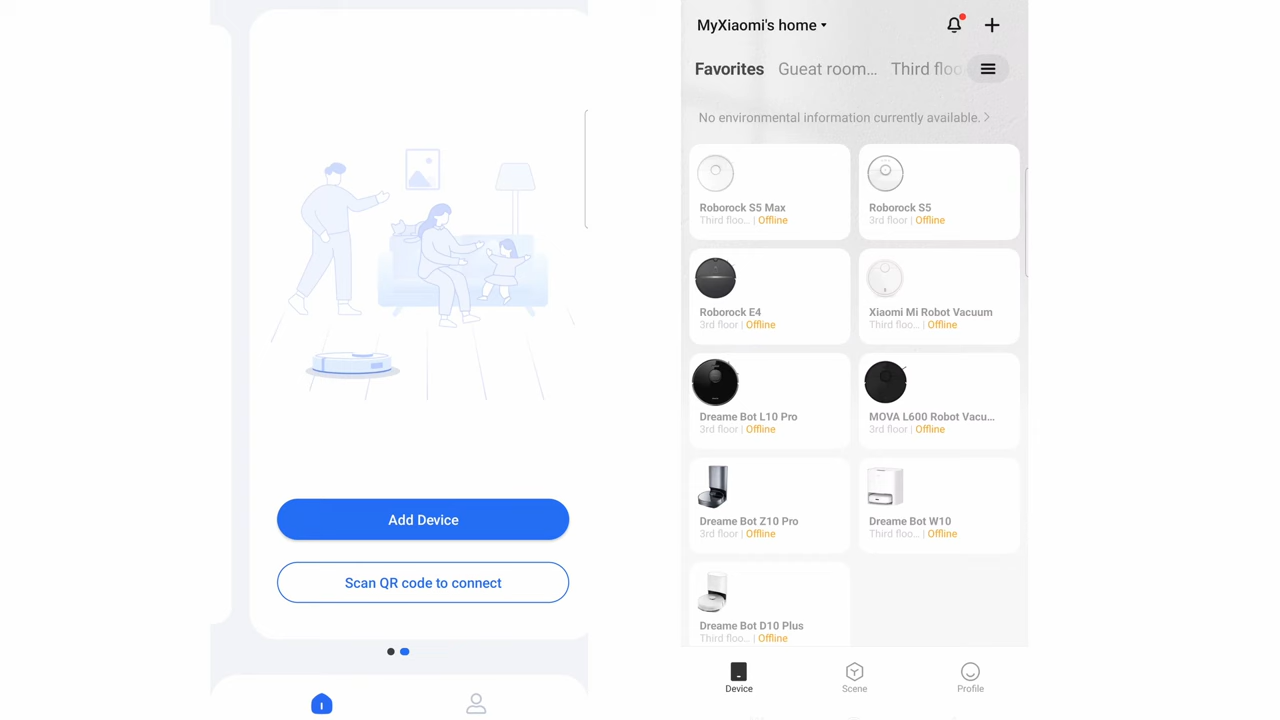 Add Device
Scan QR code to connect
MyXiaomi's home
Favorites
Gueat room...
Third floo
No environmental information currently available.
Roborock S5 Max
Third floo.. | Offline
Roborock S5
3rd floor | Offline
Roborock E4
3rd floor | Offline
Xiaomi Mi Robot Vacuum
Third floo.. | Offline
Dreame Bot L10 Pro
3rd floor | Offline
MOVA L600 Robot Vacu...
3rd floor | Offline
Dreame Bot Z10 Pro
3rd floor | Offline
Dreame Bot W10
Third floo.. | Offline
Dreame Bot D10 Plus
Third floo.. | Offline
Device
Scene
Profile